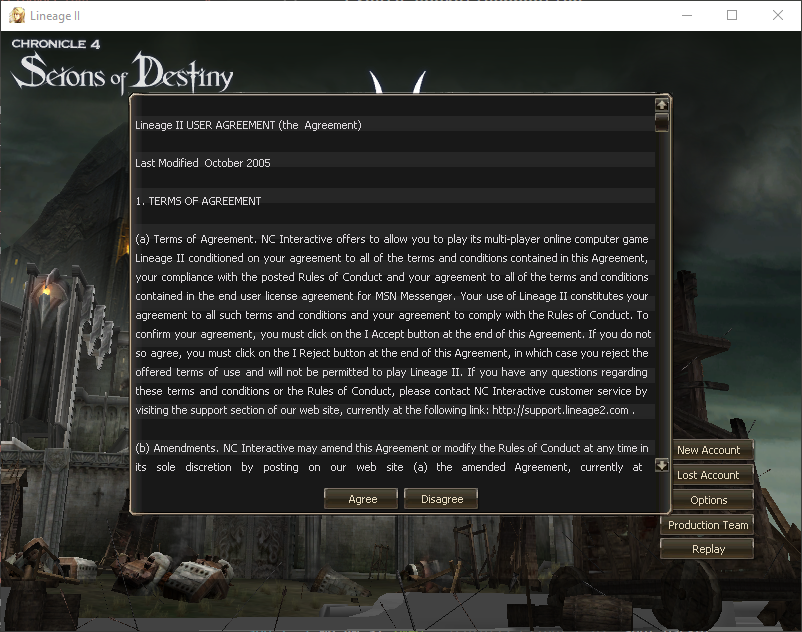 Lineage II
CHRONICLE 4
Scions of Destiny
Lineage II USER AGREEMENT (the Agreement)
Last Modified October 2005
1. TERMS OF AGREEMENT
(a) Terms of Agreement. NC Interactive offers to allow you to play its multi-player online computer game
Lineage II conditioned on your agreement to all of the terms and conditions contained in this Agreement,
your compliance with the posted Rules of Conduct and your agreement to all of the terms and conditions
contained in the end user license agreement for MSN Messenger. Your use of Lineage II constitutes your
agreement to all such terms and conditions and your agreement to comply with the Rules of Conduct. To
confirm your agreement, you must click on the I Accept button at the end of this Agreement. If you do not
so agree, you must click on the I Reject button at the end of this Agreement, in which case you reject the
offered terms of use and will not be permitted to play Lineage II. If you have any questions regarding
these terms and conditions or the Rules of Conduct, please contact NC Interactive customer service by
visiting the support section of our web site, currently at the following link: http://support.lineage2.com .
(b) Amendments. NC Interactive may amend this Agreement or modify the Rules of Conduct at any time in
its sole discretion by posting on our web site (a) the amended Agreement, currently at
Agree
Disagree
New Account
Lost Account
Options
Production Team
Replay